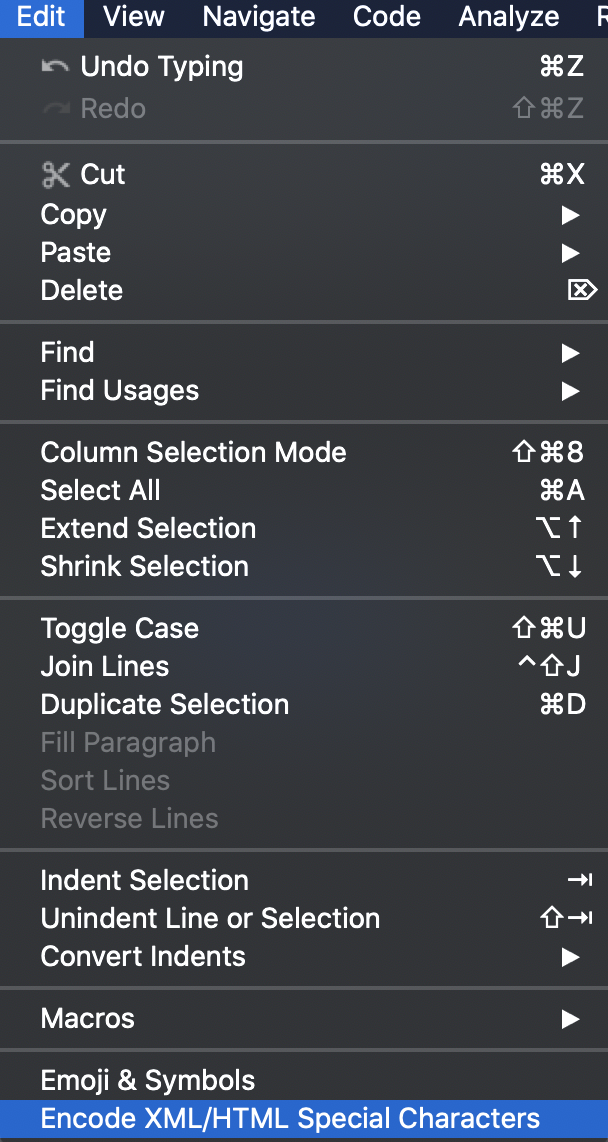 Edit View Navigate Code Analyze R
Undo Typing ⌘Z
Redo ⇧⌘Z
Cut ⌘X
Copy ▶
Paste ▶
Delete ⌦
Find ▶
Find Usages ▶
Column Selection Mode ⇧⌘8
Select All ⌘A
Extend Selection ⌥↑
Shrink Selection ⌥↓
Toggle Case ⇧⌘U
Join Lines ^⇧J
Duplicate Selection ⌘D
Fill Paragraph
Sort Lines
Reverse Lines
Indent Selection ⇥
Unindent Line or Selection ⇧⇥
Convert Indents ▶
Macros ▶
Emoji & Symbols
Encode XML/HTML Special Characters